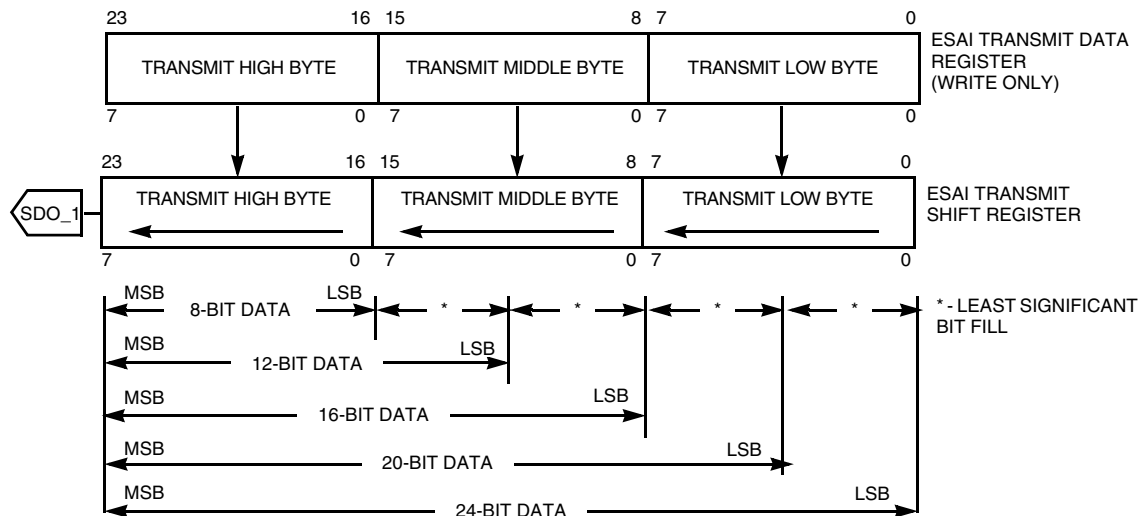 23 16 15 8 7 0
ESAI TRANSMIT DATA
REGISTER
(WRITE ONLY)
TRANSMIT HIGH BYTE TRANSMIT MIDDLE BYTE TRANSMIT LOW BYTE
7 0 7 0 7 0
23 16 15 8 7 0
SDO_1
TRANSMIT HIGH BYTE TRANSMIT MIDDLE BYTE TRANSMIT LOW BYTE
ESAI TRANSMIT
SHIFT REGISTER
7 0 7 0 7 0
MSB LSB
8-BIT DATA * * * *
* - LEAST SIGNIFICANT
BIT FILL
MSB LSB
12-BIT DATA
MSB LSB
16-BIT DATA
MSB LSB
20-BIT DATA
MSB LSB
24-BIT DATA